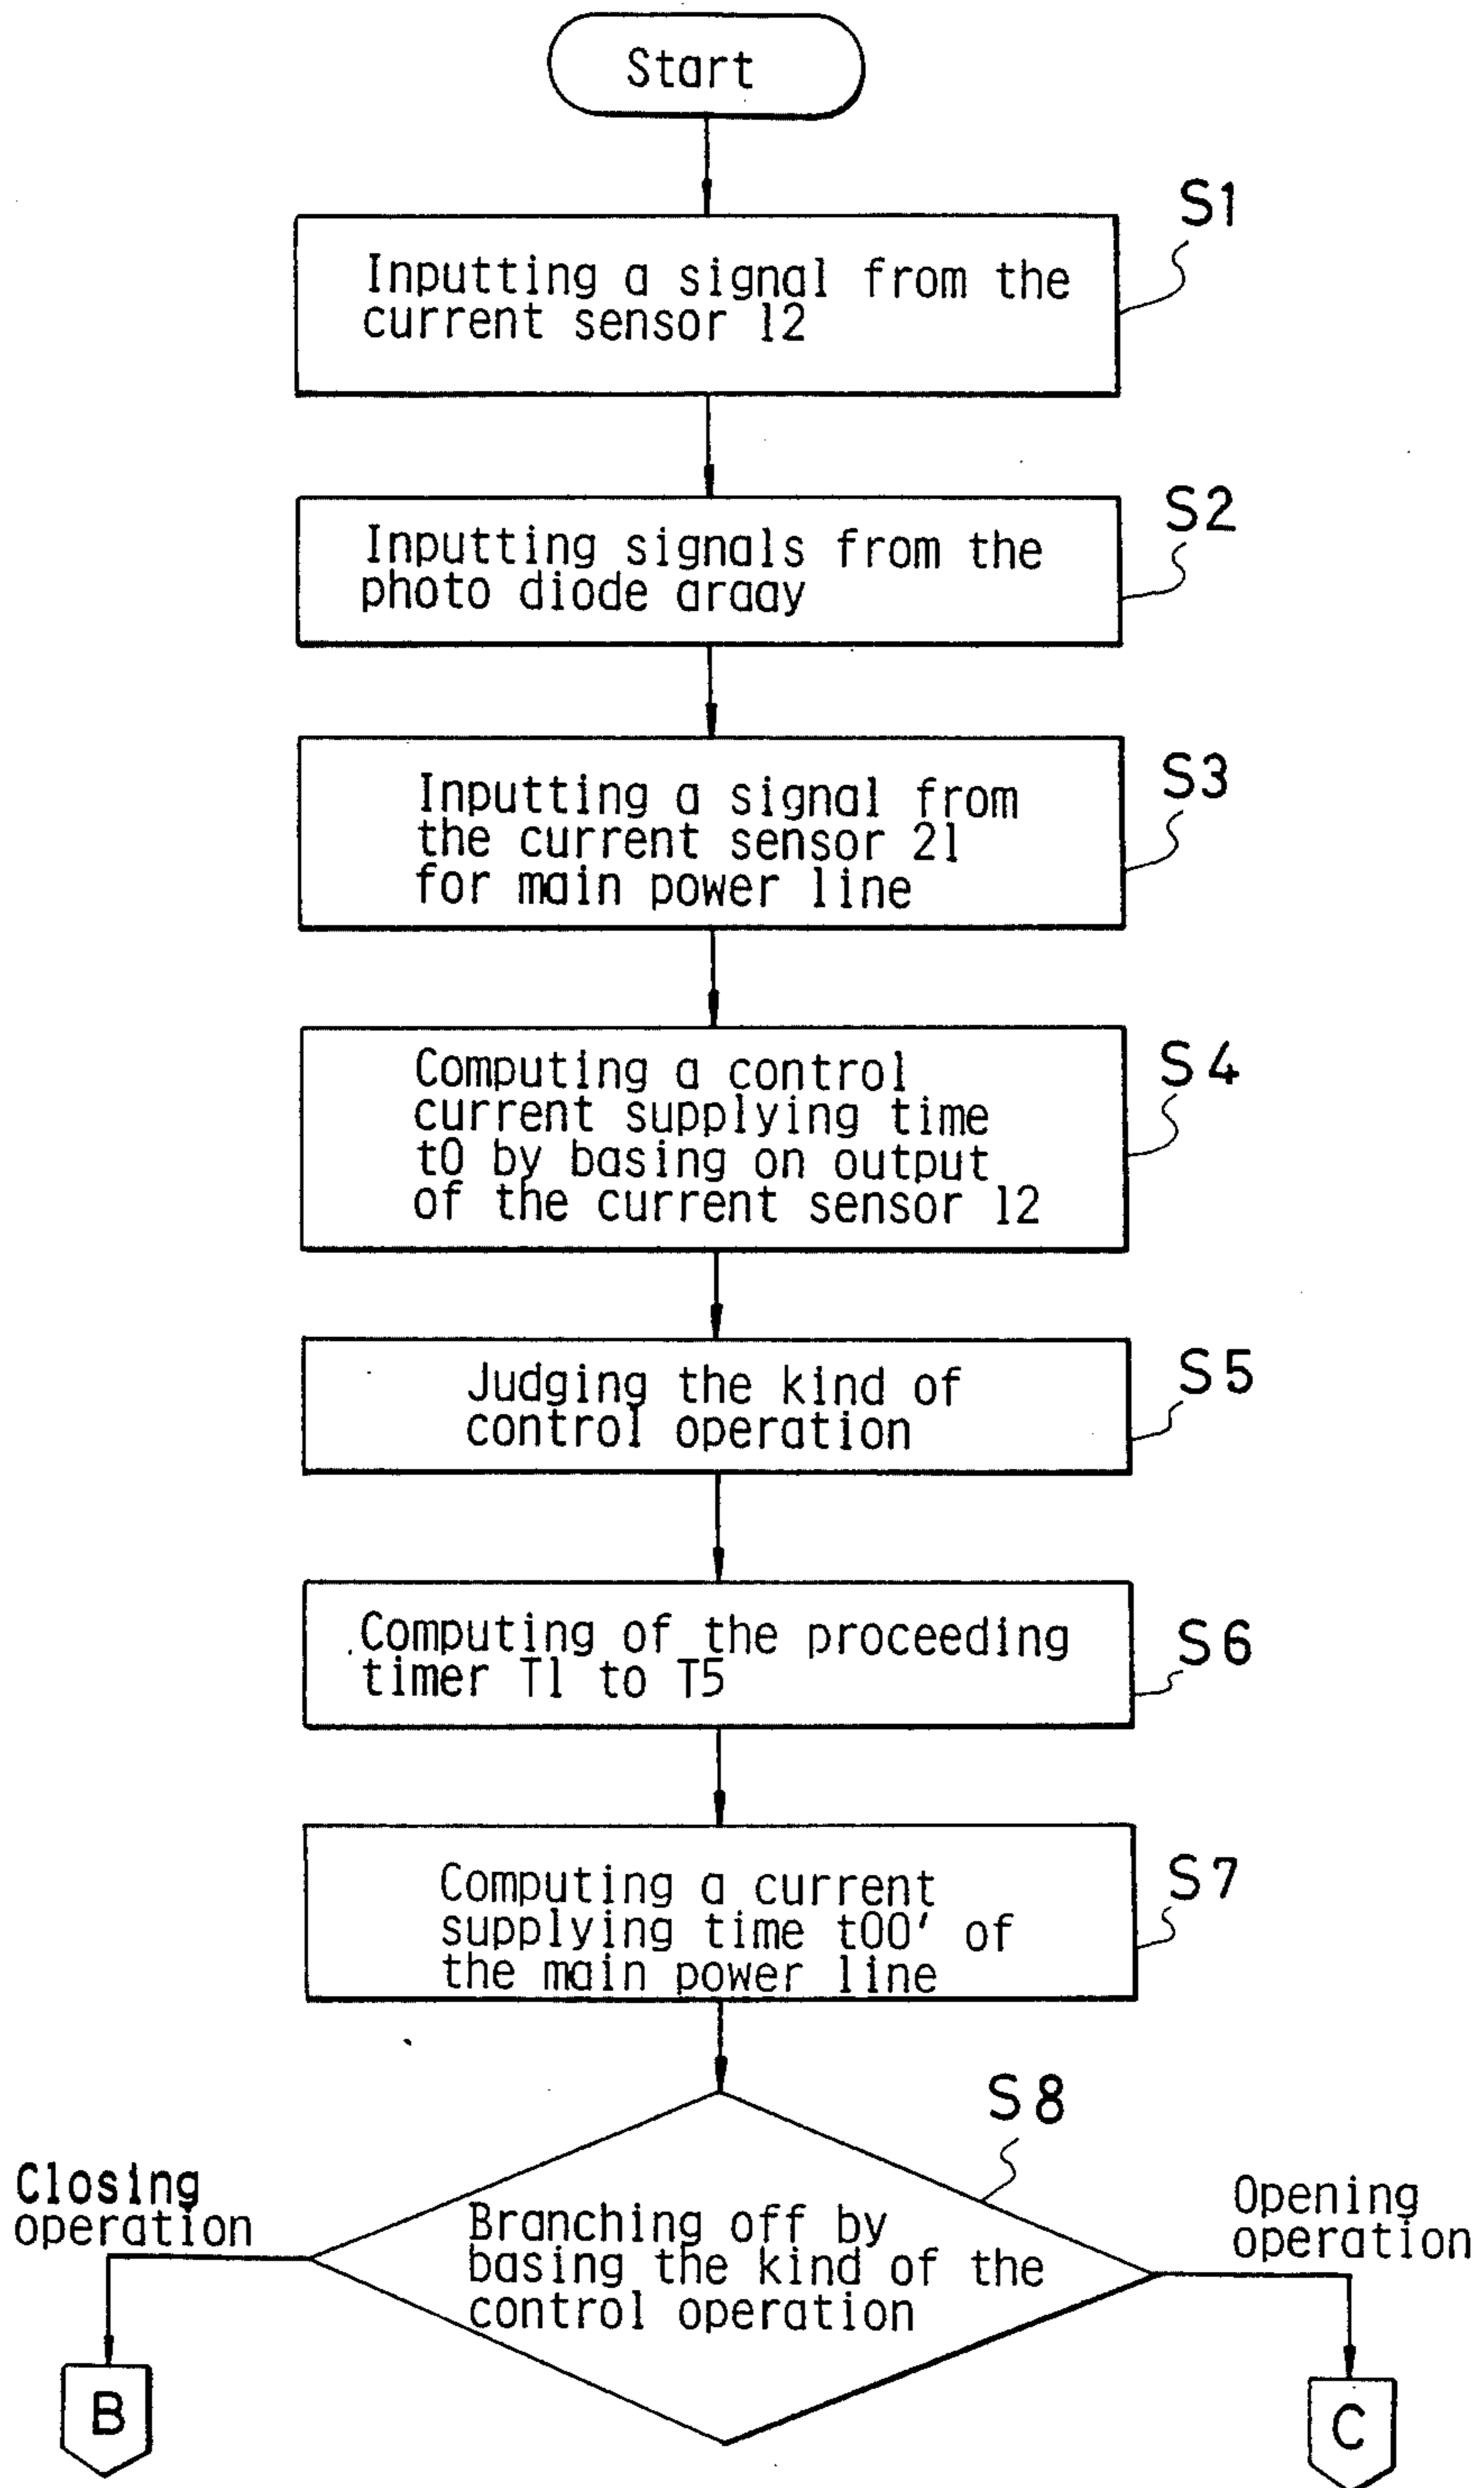 Start
S1
Inputting a signal from the
current sensor 12
S2
Inputting signals from the
photo diode araay
S3
Inputting a signal from
the current sensor 21
for main power line
S4
Computing a control
current supplying time
t0 by basing on output
of the current sensor 12
S5
Judging the kind of
control operation
S6
Computing of the proceeding
timer T1 to T5
S7
Computing a current
supplying time t00' of
the main power line
S8
Closing
operation
Branching off by
basing the kind of the
control operation
Opening
operation
B
C